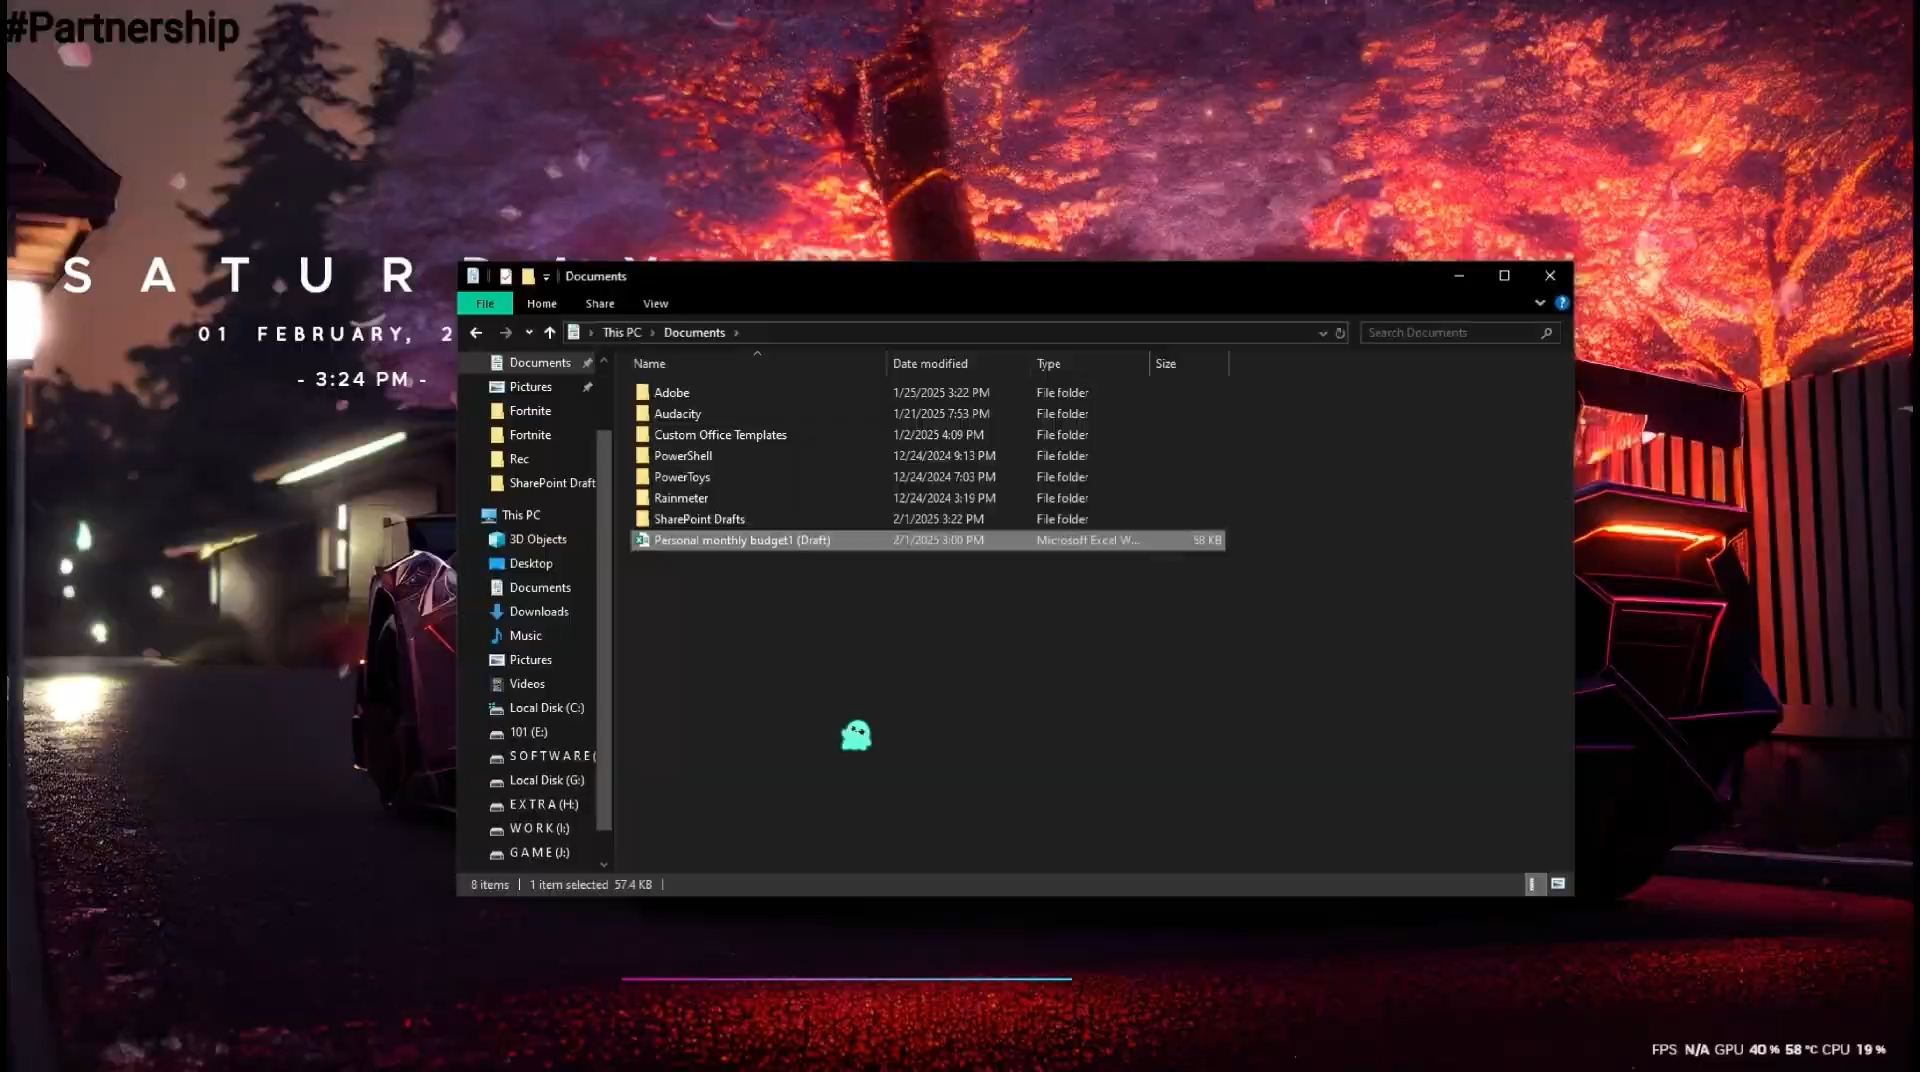 #Partnership
SATUR
01 FEBRUARY, 2
- 3:24 PM -
Documents
File Home Share View
This PC > Documents >
Search Documents
Documents
Pictures
Fortnite
Fortnite
Rec
SharePoint Draft
This PC
3D Objects
Desktop
Documents
Downloads
Music
Pictures
Videos
Local Disk (C:)
101 (E:)
SOFTWARE(
Local Disk (G:)
EXTRA (H:)
WORK (I:)
GAME (J:)
Name Date modified Type Size
Adobe 1/25/2025 3:22 PM File folder
Audacity 1/21/2025 7:53 PM File folder
Custom Office Templates 1/2/2025 4:09 PM File folder
PowerShell 12/24/2024 9:13 PM File folder
PowerToys 12/24/2024 7:03 PM File folder
Rainmeter 12/24/2024 3:19 PM File folder
SharePoint Drafts 2/1/2025 3:22 PM File folder
Personal monthly budget1 (Draft) 2/1/2025 3:00 PM Microsoft Excel W... 58 KB
8 items | 1 item selected 57.4 KB |
FPS N/A GPU 40 % 58 °C CPU 19 %